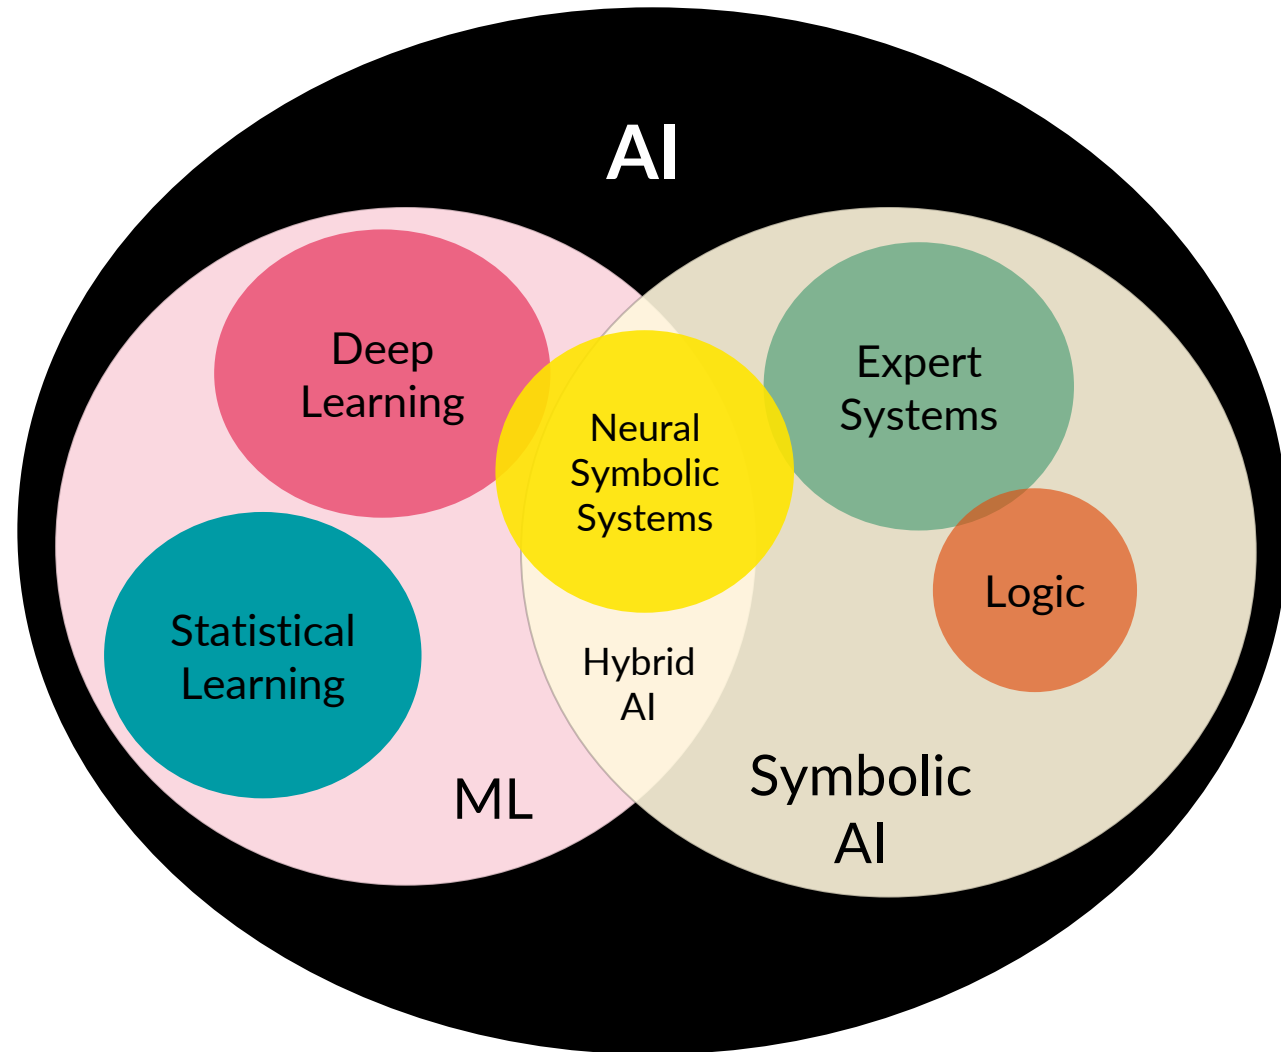 AI
Deep
Learning
Neural
Symbolic
Systems
Expert
Systems
Statistical
Learning
Logic
Hybrid
AI
ML
Symbolic
AI